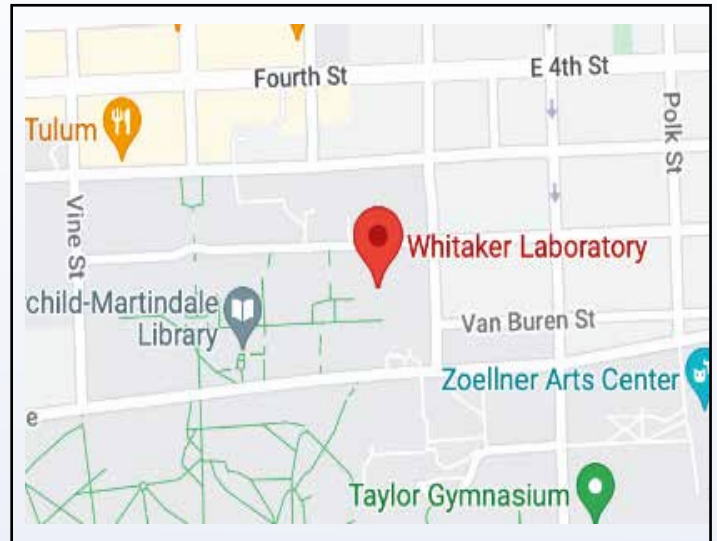 Fourth St
E 4th St
Tulum
Polk St
Vine St
Whitaker Laboratory
child-Martindale
Library
Van Buren St
Zoellner Arts Center
e
Taylor Gymnasium